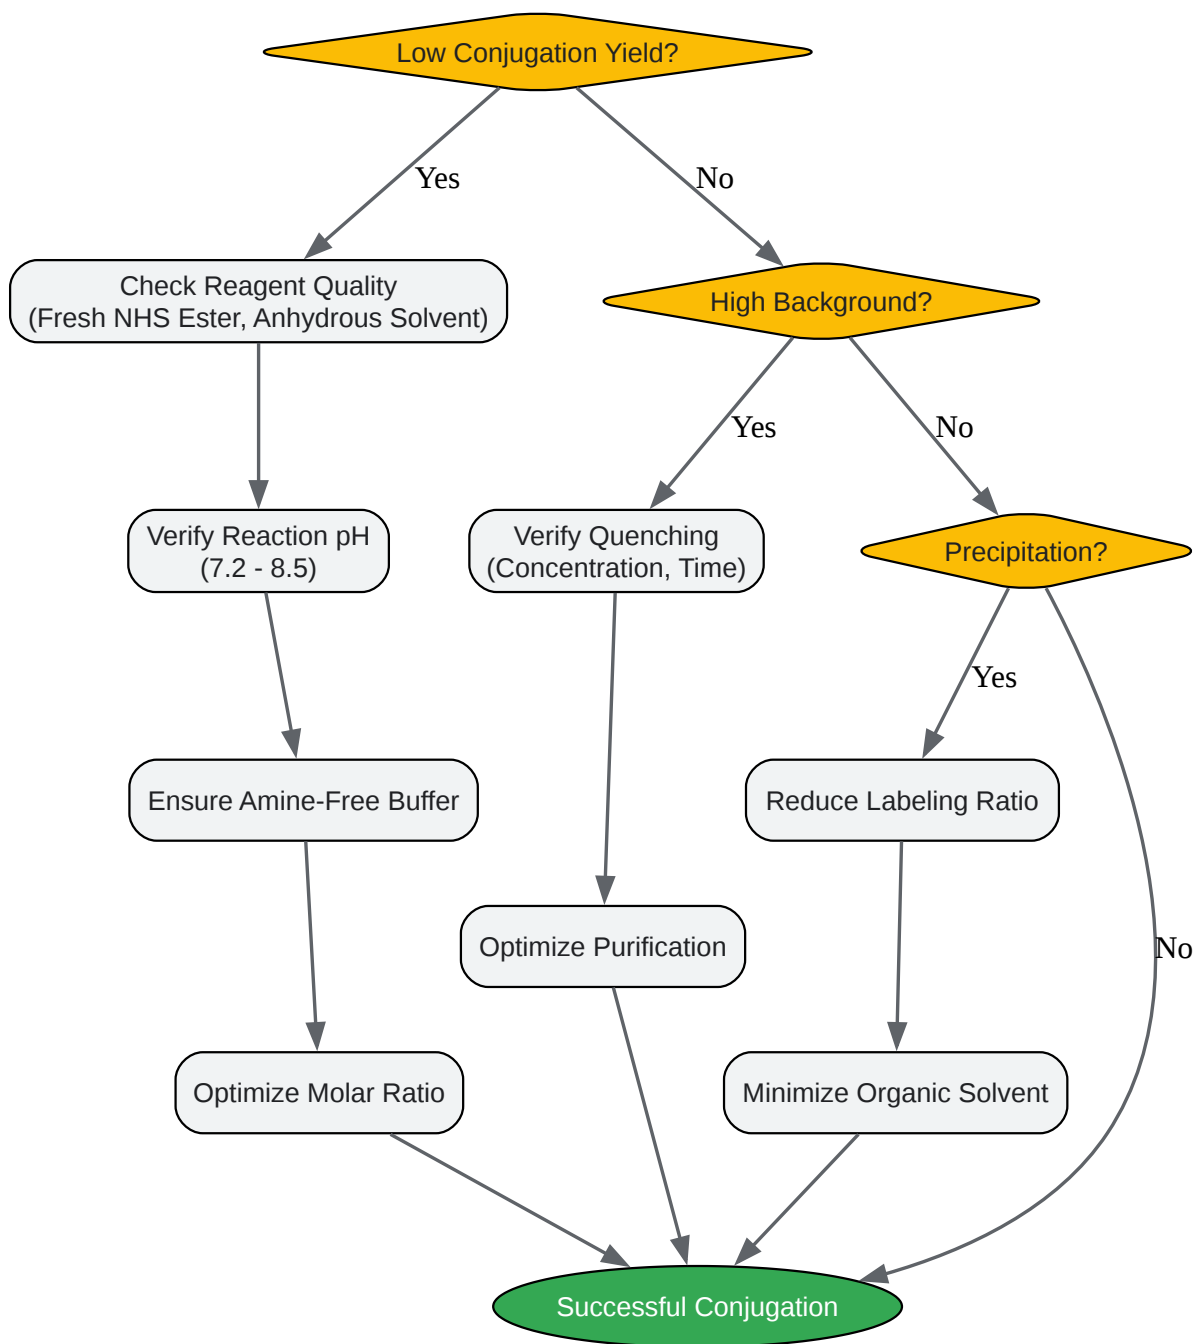 Low Conjugation Yield?
Yes
No
Check Reagent Quality
(Fresh NHS Ester, Anhydrous Solvent)
High Background?
Yes
No
Verify Reaction pH
(7.2 - 8.5)
Verify Quenching
(Concentration, Time)
Precipitation?
Yes
Ensure Amine-Free Buffer
Reduce Labeling Ratio
Optimize Purification
No
Optimize Molar Ratio
Minimize Organic Solvent
Successful Conjugation